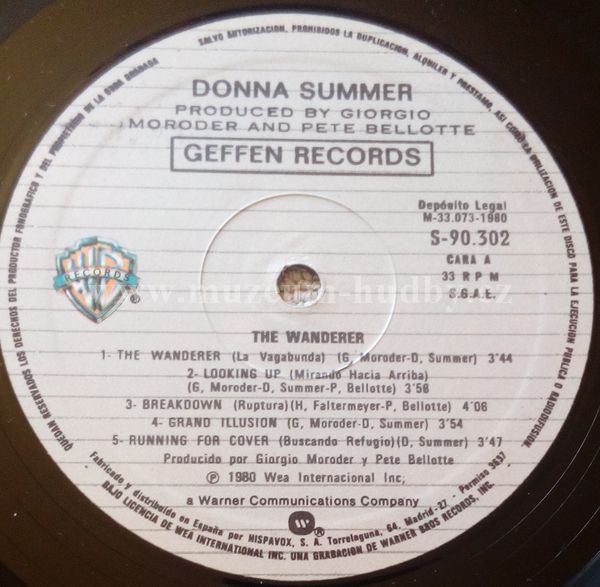 SALVO AUTORIZACION, PROHIBIDOS LA DUPLICACION, ALQUILER Y PRESTAMO, ASI COMO LA UTILIZACION DE ESTE DISCO PARA LA EJECUCION PUBLICA O RADIODIFUSION.
QUEDAN RESERVADOS LOS DERECHOS DEL PRODUCTOR FONOGRAFICO Y DEL PROPIETARIO DE LA OBRA GRABADA
DONNA SUMMER
PRODUCED BY GIORGIO
MORODER AND PETE BELLOTTE
GEFFEN RECORDS
Depósito Legal
M-33.073-1980
S-90.302
CARA A
33 R P M
S.G.A.E.
RECORDS
®
www.muzeum-hudby.cz
THE WANDERER
1- THE WANDERER (La Vagabunda) (G, Moroder-D, Summer) 3'44
2- LOOKING UP (Mirando Hacia Arriba)
(G, Moroder-D, Summer-P, Bellotte) 3'58
3- BREAKDOWN (Ruptura)(H, Faltermeyer-P, Bellotte) 4'06
4- GRAND ILLUSION (G, Moroder-D, Summer) 3'54
5- RUNNING FOR COVER (Buscando Refugio)(D, Summer) 3'47
Producido por Giorgio Moroder y Pete Bellotte
Ⓟ 1980 Wea Internacional Inc,
a Warner Communications Company
Fabricado y distribuido en España por HISPAVOX, S. A. Torrelaguna, 64, Madrid-27 - Permiso 3637
BAJO LICENCIA DE WEA INTERNATIONAL INC. UNA GRABACION DE WARNER BROS RECORDS, INC.